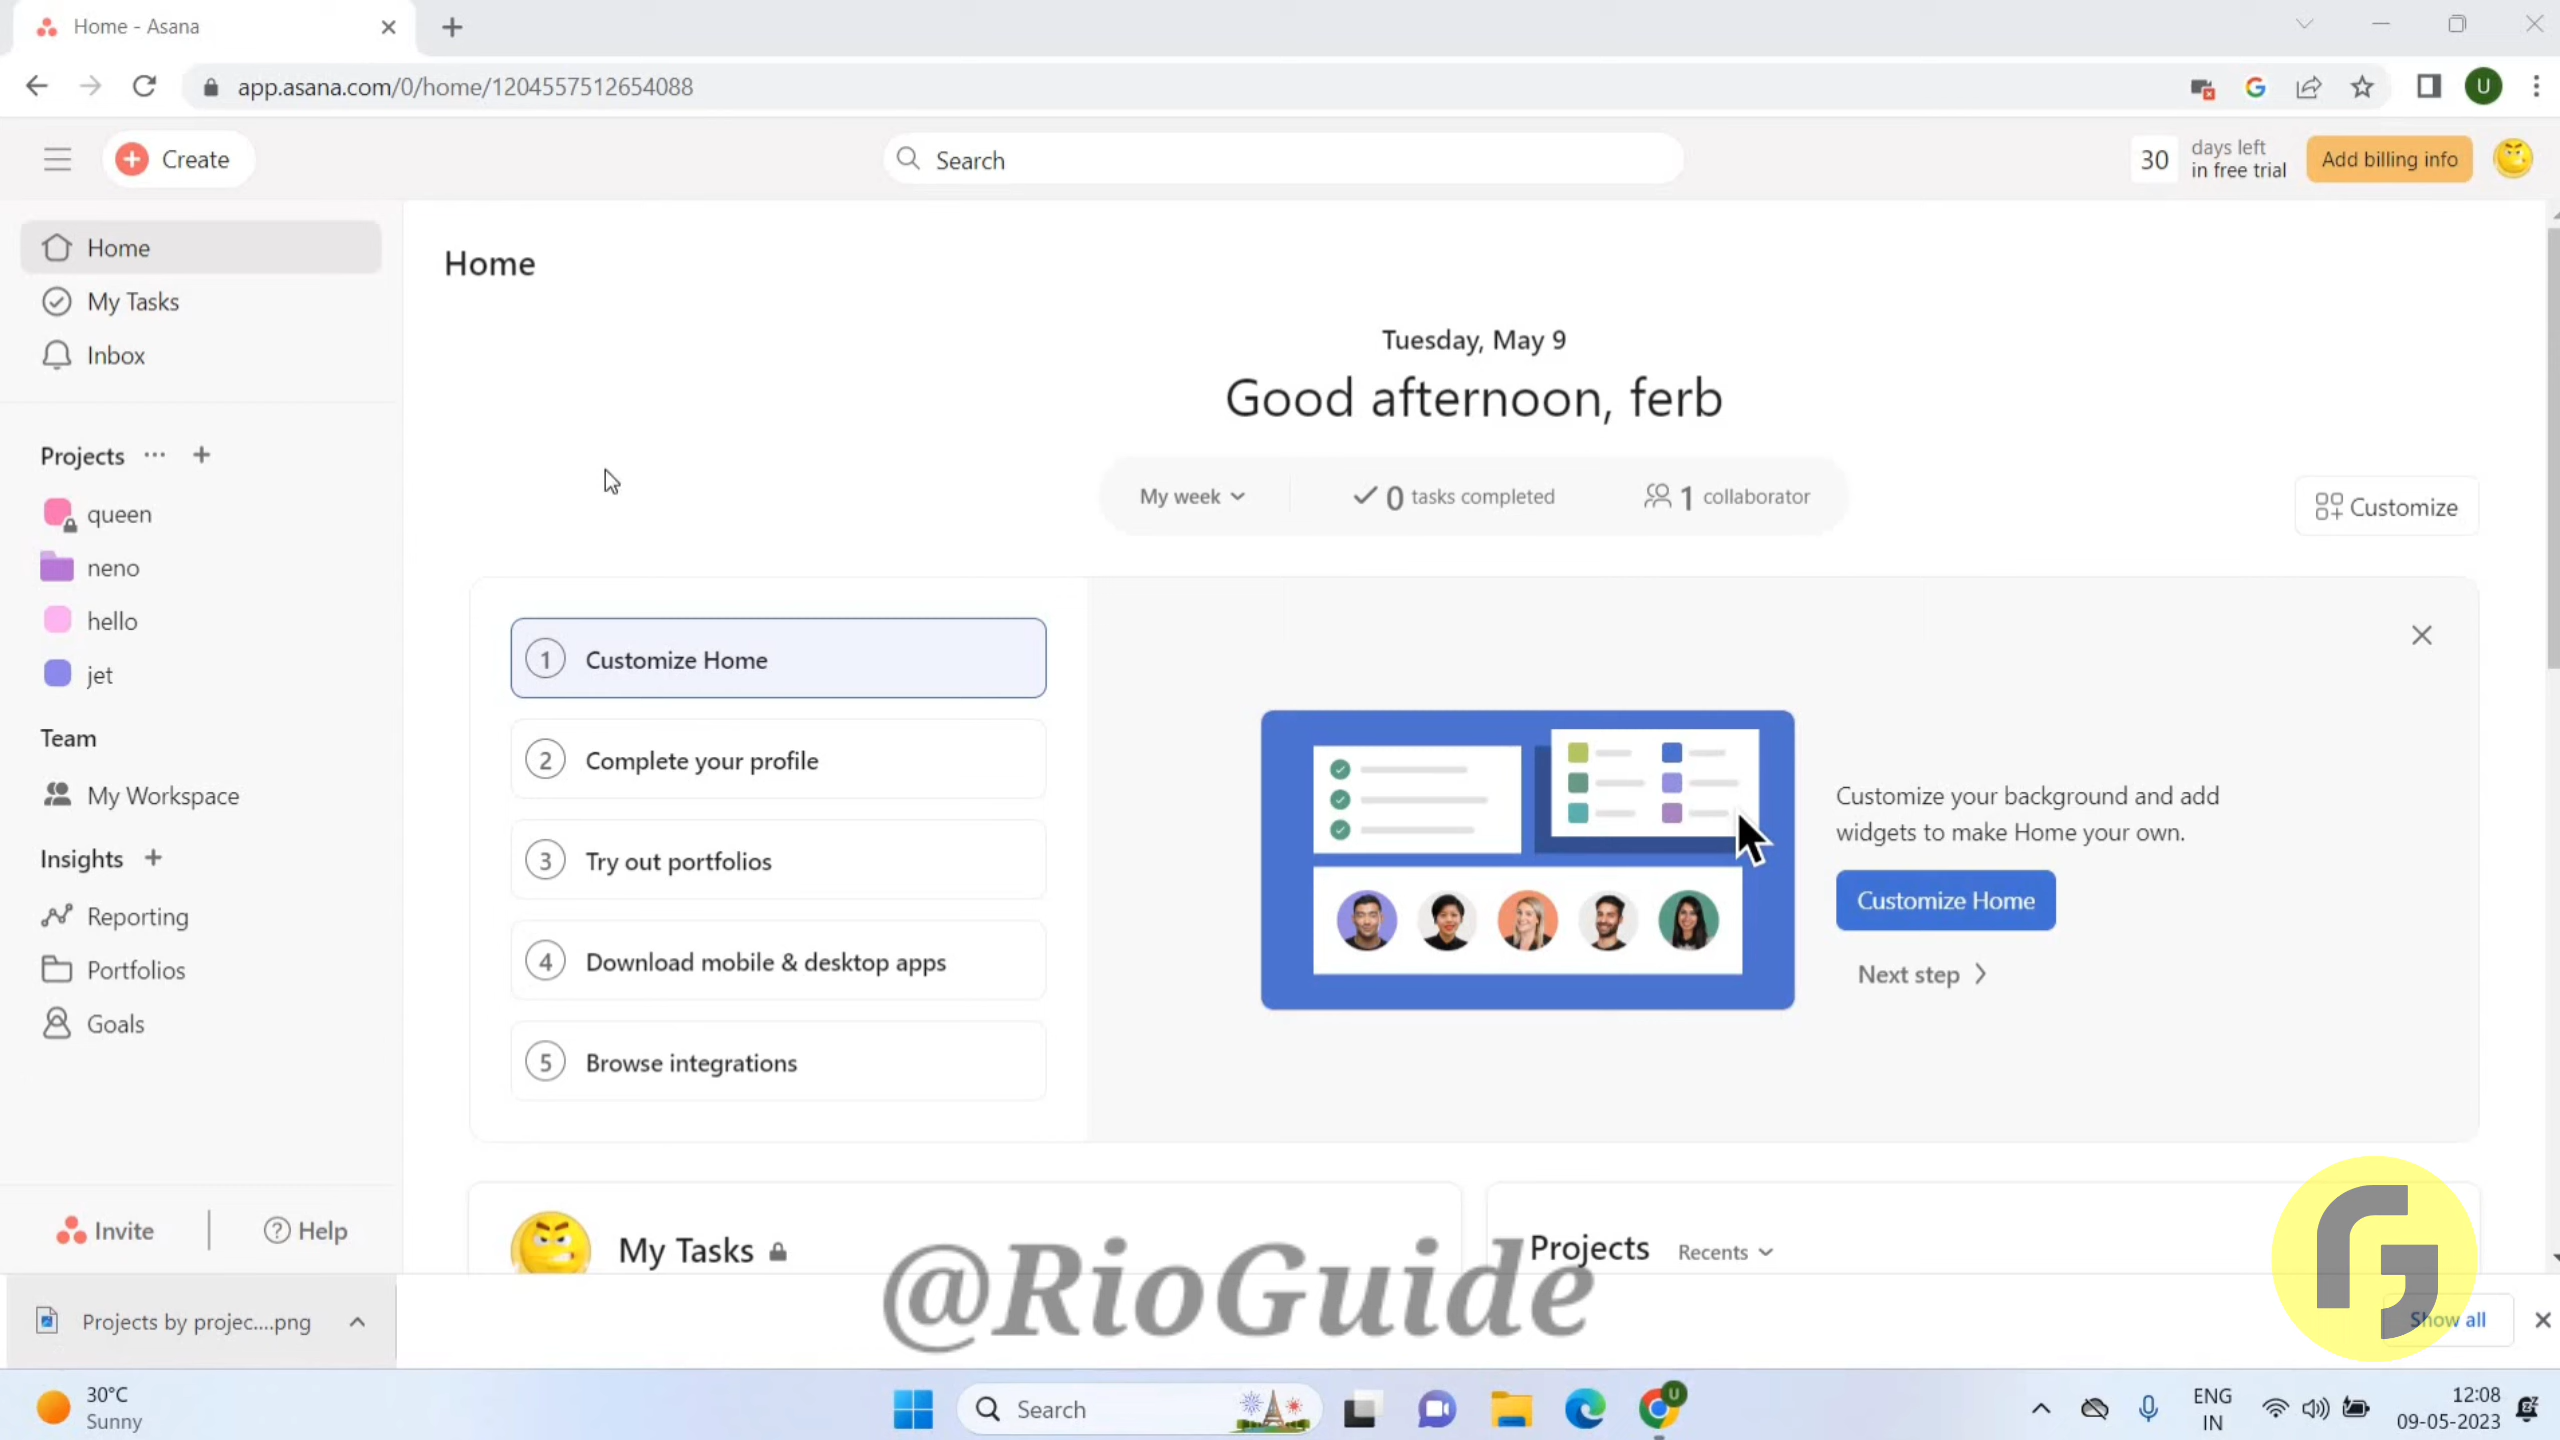 Home - Asana
app.asana.com/0/home/1204557512654088
U
Create
Search
30
days left
in free trial
Add billing info
Home
My Tasks
Inbox
Projects
queen
neno
hello
jet
Team
My Workspace
Insights
Reporting
Portfolios
Goals
Invite
Help
Home
Tuesday, May 9
Good afternoon, ferb
My week
0 tasks completed
1 collaborator
Customize
1 Customize Home
2 Complete your profile
3 Try out portfolios
4 Download mobile & desktop apps
5 Browse integrations
Customize your background and add
widgets to make Home your own.
Customize Home
Next step
My Tasks
Projects
Recents
@RioGuide
Projects by projec....png
Show all
30°C
Sunny
Search
U
ENG
IN
12:08
09-05-2023